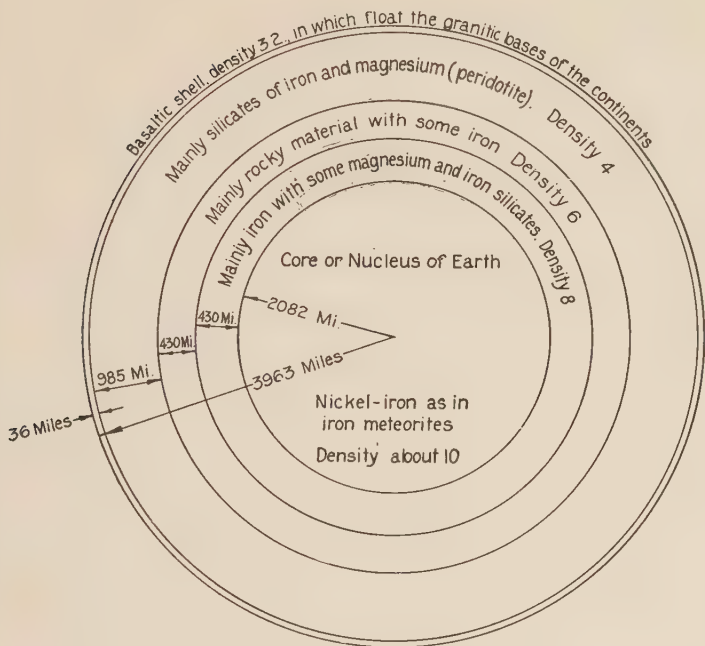 Basaltic shell, density 3.2., in which float the granitic bases of the continents
Mainly silicates of iron and magnesium (peridotite). Density 4
Mainly rocky material with some iron Density 6
Mainly iron with some magnesium and iron silicates. Density 8
Core or Nucleus of Earth
2082 Mi.
430 Mi.
430 Mi.
985 Mi.
3963 Miles
36 Miles
Nickel-iron as in
iron meteorites
Density about 10